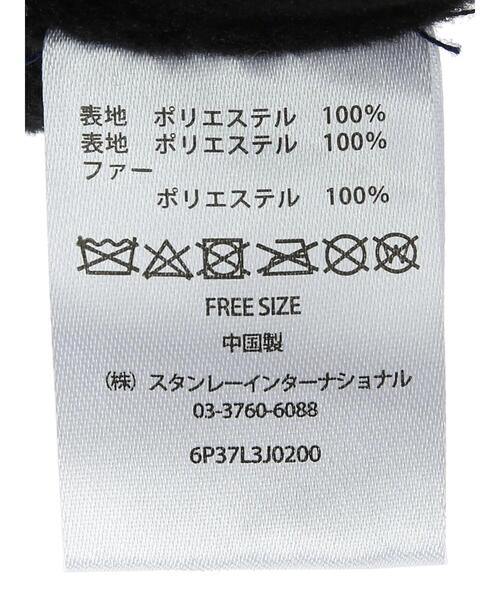 表地 ポリエステル 100%
表地 ポリエステル 100%
ファー
ポリエステル 100%
FREE SIZE
中国製
（株）スタンレーインターナショナル
03-3760-6088
6P37L3J0200